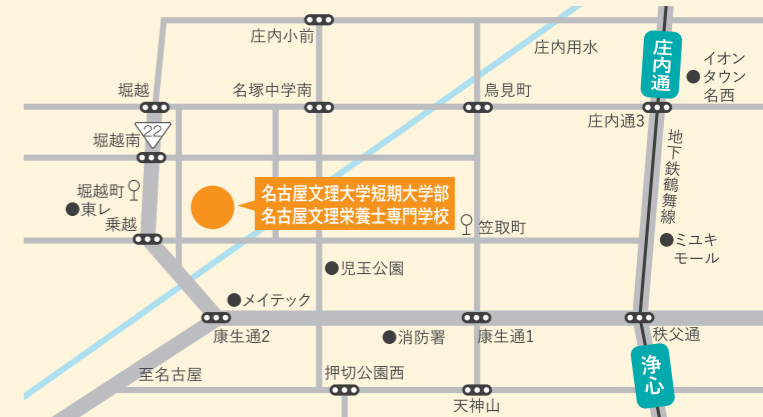 庄内小前
庄内用水
庄内通
イオン
タウン
名西
堀越
名塚中学南
鳥見町
庄内通3
22
堀越南
地下鉄鶴舞線
堀越町
東レ
乗越
名古屋文理大学短期大学部
名古屋文理栄養士専門学校
笠取町
ミユキ
モール
児玉公園
メイテック
康生通2
消防署
康生通1
秩父通
浄心
至名古屋
押切公園西
天神山